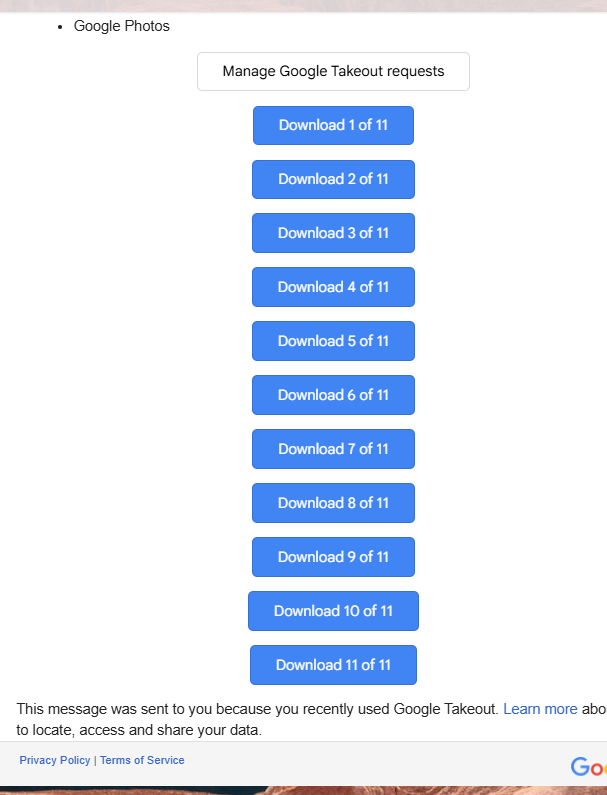 Google Photos
Manage Google Takeout requests
Download 1 of 11
Download 2 of 11
Download 3 of 11
Download 4 of 11
Download 5 of 11
Download 6 of 11
Download 7 of 11
Download 8 of 11
Download 9 of 11
Download 10 of 11
Download 11 of 11
This message was sent to you because you recently used Google Takeout. Learn more abo
to locate, access and share your data.
Privacy Policy | Terms of Service
Goo